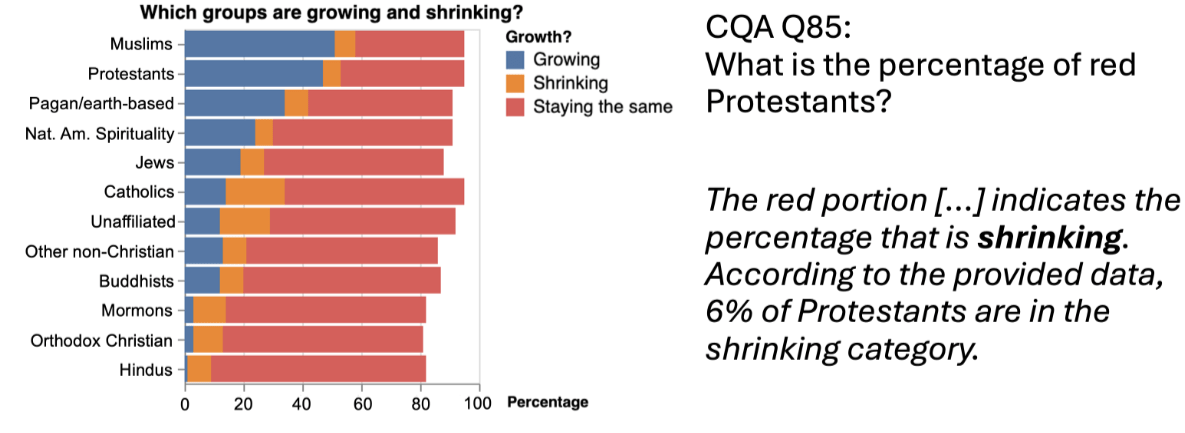 Which groups are growing and shrinking?
Muslims
Protestants
Pagan/earth-based
Nat. Am. Spirituality
Jews
Catholics
Unaffiliated
Other non-Christian
Buddhists
Mormons
Orthodox Christian
Hindus
0 20 40 60 80 100 Percentage
Growth?
Growing
Shrinking
Staying the same
CQA Q85:
What is the percentage of red
Protestants?
The red portion [...] indicates the
percentage that is shrinking.
According to the provided data,
6% of Protestants are in the
shrinking category.